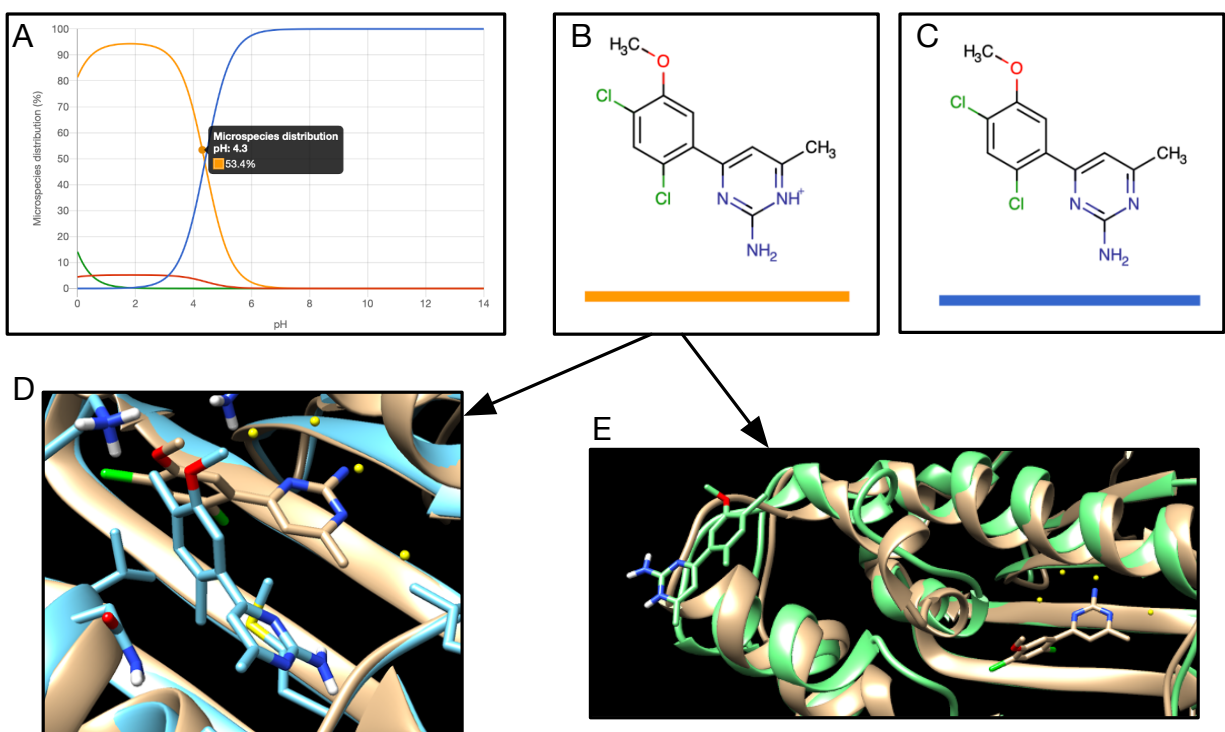 A
100
90
80
70
60
50
40
30
20
10
0
Microspecies distribution (%)
Microspecies distribution
pH: 4.3
53.4%
0 2 4 6 8 10 12 14
pH
B
H₃C
O
Cl
CH₃
Cl
N
NH⁺
NH₂
C
H₃C
O
Cl
CH₃
Cl
N
N
NH₂
D
E